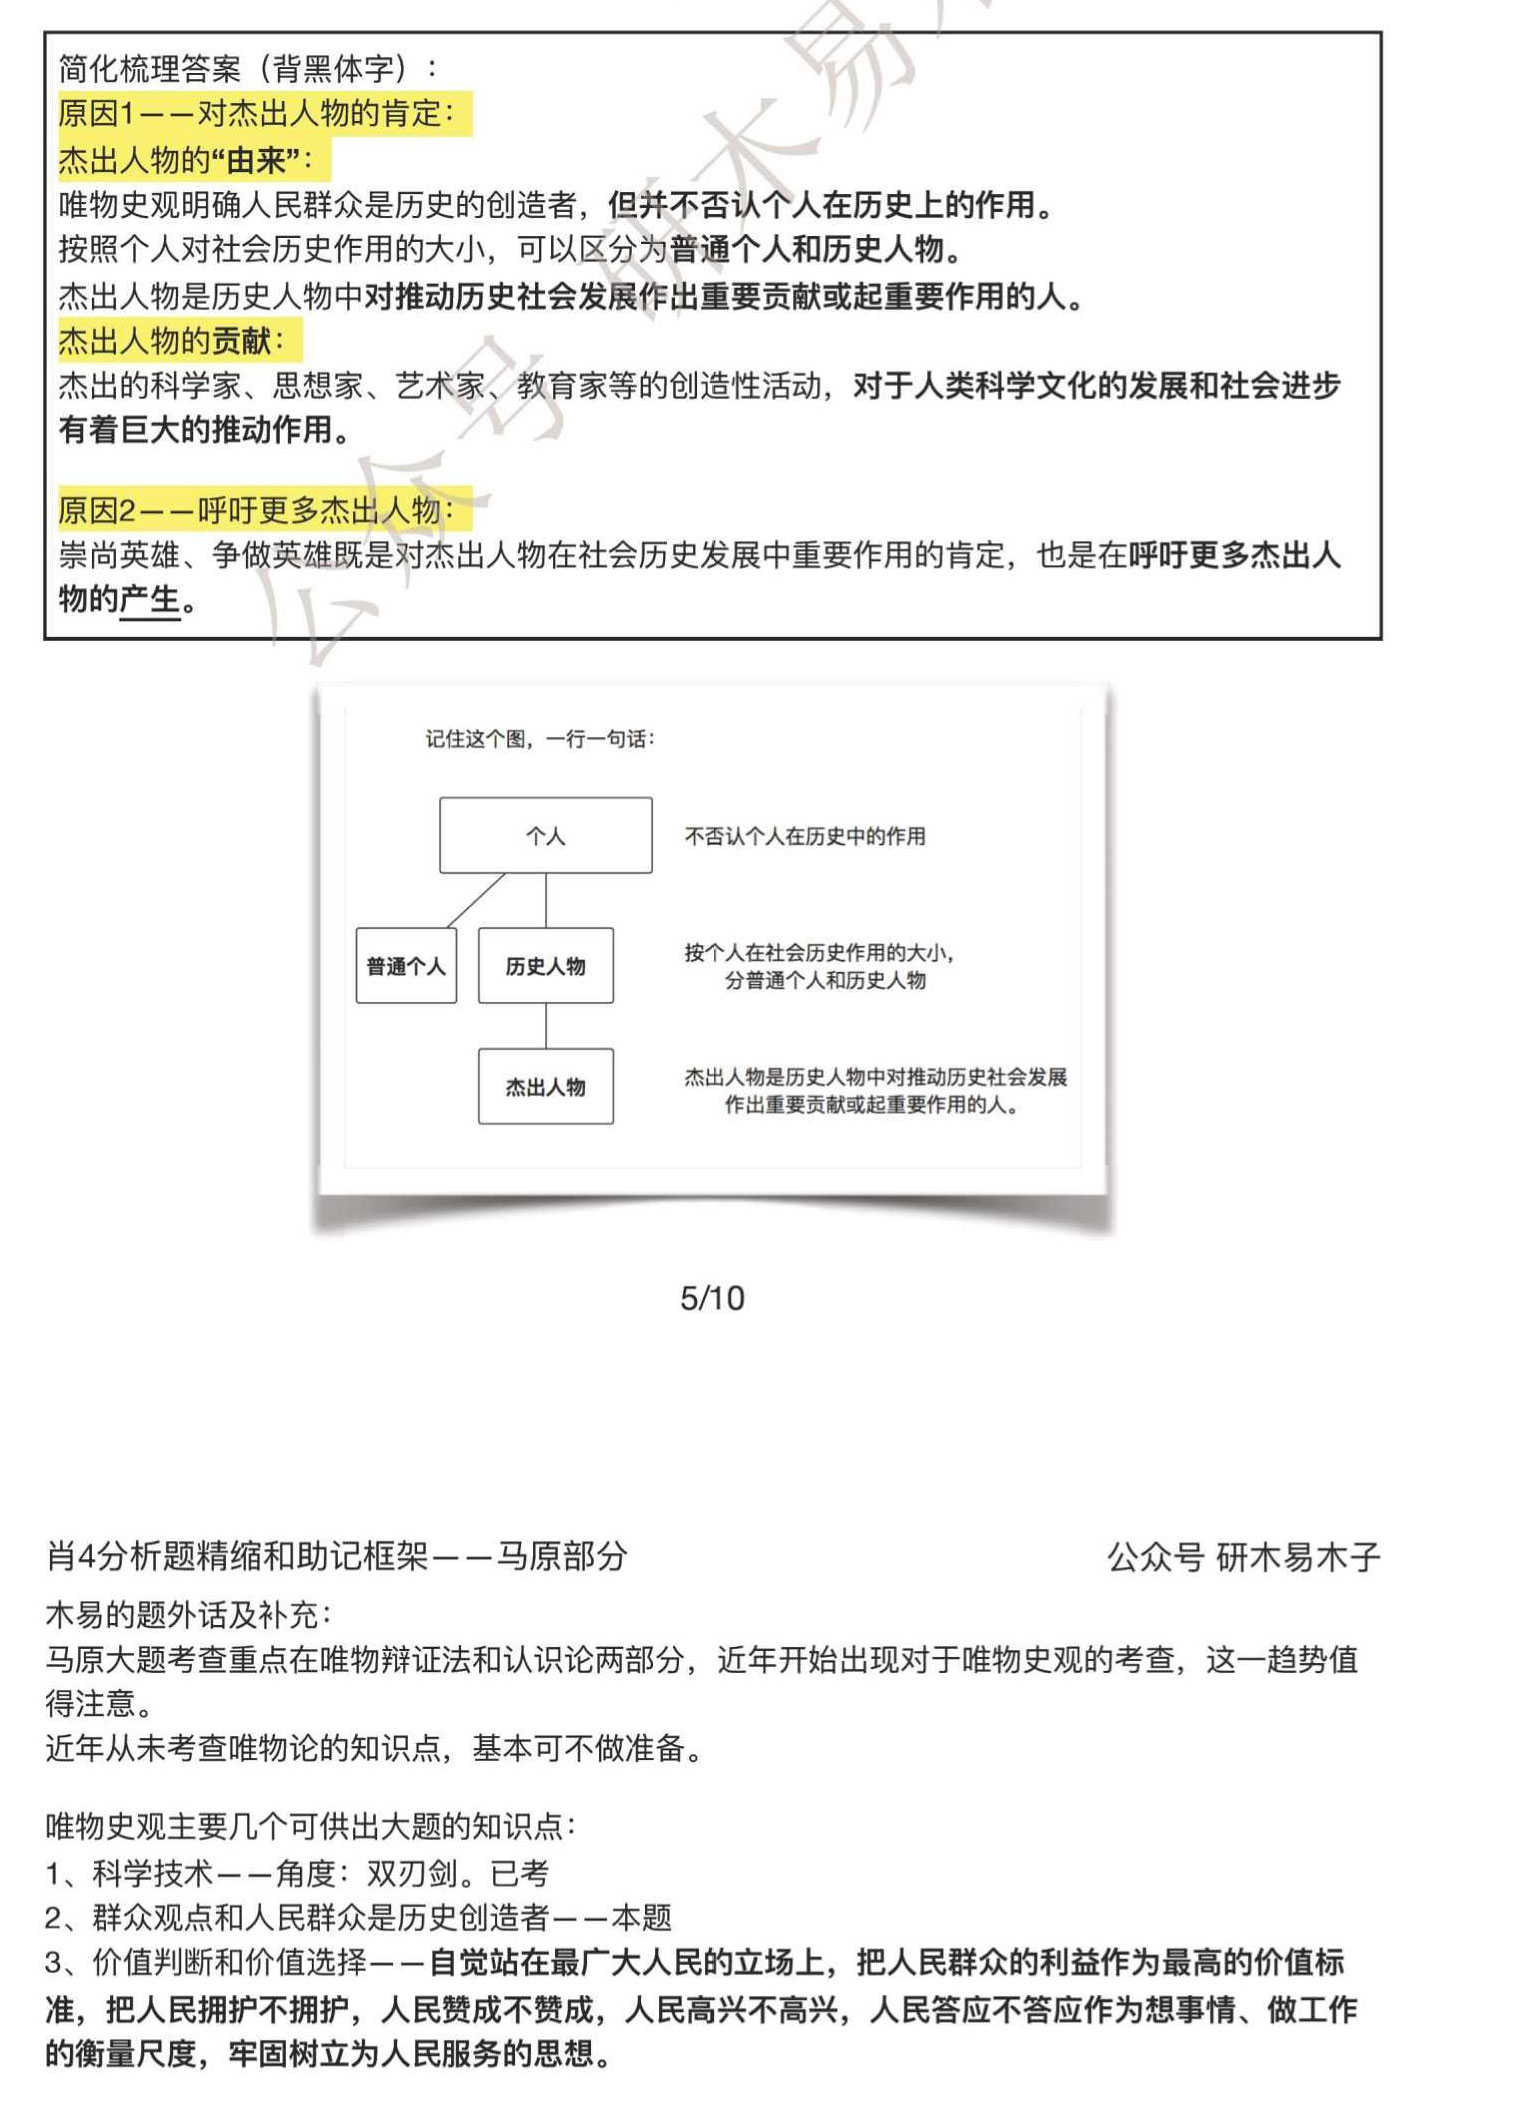 简化梳理答案（背黑体字）：
原因1——对杰出人物的肯定：
杰出人物的“由来”：
唯物史观明确人民群众是历史的创造者，但并不否认个人在历史上的作用。
按照个人对社会历史作用的大小，可以区分为普通个人和历史人物。
杰出人物是历史人物中对推动历史社会发展作出重要贡献或起重要作用的人。
杰出人物的贡献：
杰出的科学家、思想家、艺术家、教育家等的创造性活动，对于人类科学文化的发展和社会进步
有着巨大的推动作用。
原因2——呼吁更多杰出人物：
崇尚英雄、争做英雄既是对杰出人物在社会历史发展中重要作用的肯定，也是在呼吁更多杰出人
物的产生。
公众号 研木易
记住这个图，一行一句话：
个人
不否认个人在历史中的作用
普通个人
历史人物
按个人在社会历史作用的大小，
分普通个人和历史人物
杰出人物
杰出人物是历史人物中对推动历史社会发展
作出重要贡献或起重要作用的人。
5/10
肖4分析题精缩和助记框架——马原部分
公众号 研木易木子
木易的题外话及补充：
马原大题考查重点在唯物辩证法和认识论两部分，近年开始出现对于唯物史观的考查，这一趋势值
得注意。
近年从未考查唯物论的知识点，基本可不做准备。
唯物史观主要几个可供出大题的知识点：
1、科学技术——角度：双刃剑。已考
2、群众观点和人民群众是历史创造者——本题
3、价值判断和价值选择——自觉站在最广大人民的立场上，把人民群众的利益作为最高的价值标
准，把人民拥护不拥护，人民赞成不赞成，人民高兴不高兴，人民答应不答应作为想事情、做工作
的衡量尺度，牢固树立为人民服务的思想。